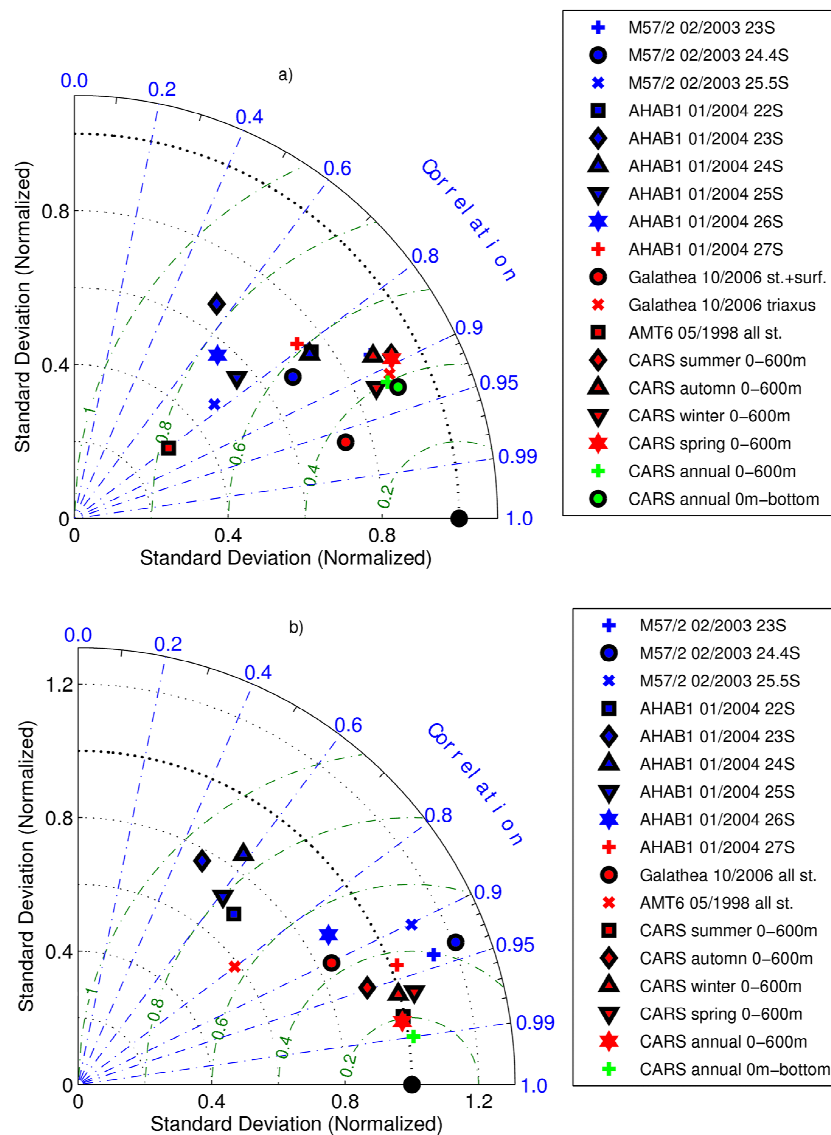 a)
0.0
0.2
0.4
0.6
0.8
0.9
0.95
0.99
1.0
Correlation
0.8
0.4
0
Standard Deviation (Normalized)
1
0.8
0.6
0.4
0.2
0
0.4
0.8
Standard Deviation (Normalized)
M57/2 02/2003 23S
M57/2 02/2003 24.4S
M57/2 02/2003 25.5S
AHAB1 01/2004 22S
AHAB1 01/2004 23S
AHAB1 01/2004 24S
AHAB1 01/2004 25S
AHAB1 01/2004 26S
AHAB1 01/2004 27S
Galathea 10/2006 st.+surf.
Galathea 10/2006 triaxus
AMT6 05/1998 all st.
CARS summer 0−600m
CARS automn 0−600m
CARS winter 0−600m
CARS spring 0−600m
CARS annual 0−600m
CARS annual 0m−bottom
b)
0.0
0.2
0.4
0.6
0.8
0.9
0.95
0.99
1.0
Correlation
1.2
0.8
0.4
0
Standard Deviation (Normalized)
1
0.8
0.6
0.4
0.2
0
0.4
0.8
1.2
Standard Deviation (Normalized)
M57/2 02/2003 23S
M57/2 02/2003 24.4S
M57/2 02/2003 25.5S
AHAB1 01/2004 22S
AHAB1 01/2004 23S
AHAB1 01/2004 24S
AHAB1 01/2004 25S
AHAB1 01/2004 26S
AHAB1 01/2004 27S
Galathea 10/2006 all st.
AMT6 05/1998 all st.
CARS summer 0−600m
CARS automn 0−600m
CARS winter 0−600m
CARS spring 0−600m
CARS annual 0−600m
CARS annual 0m−bottom